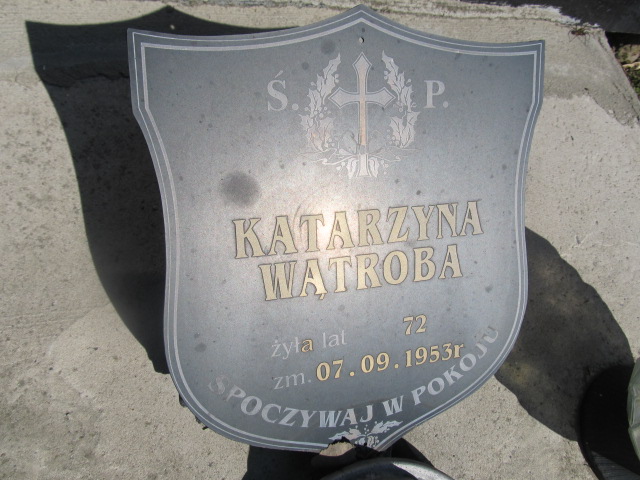 Ś. P.
KATARZYNA
WĄTROBA
żyła lat 72
zm. 07.09.1953r
SPOCZYWAJ W POKOJU